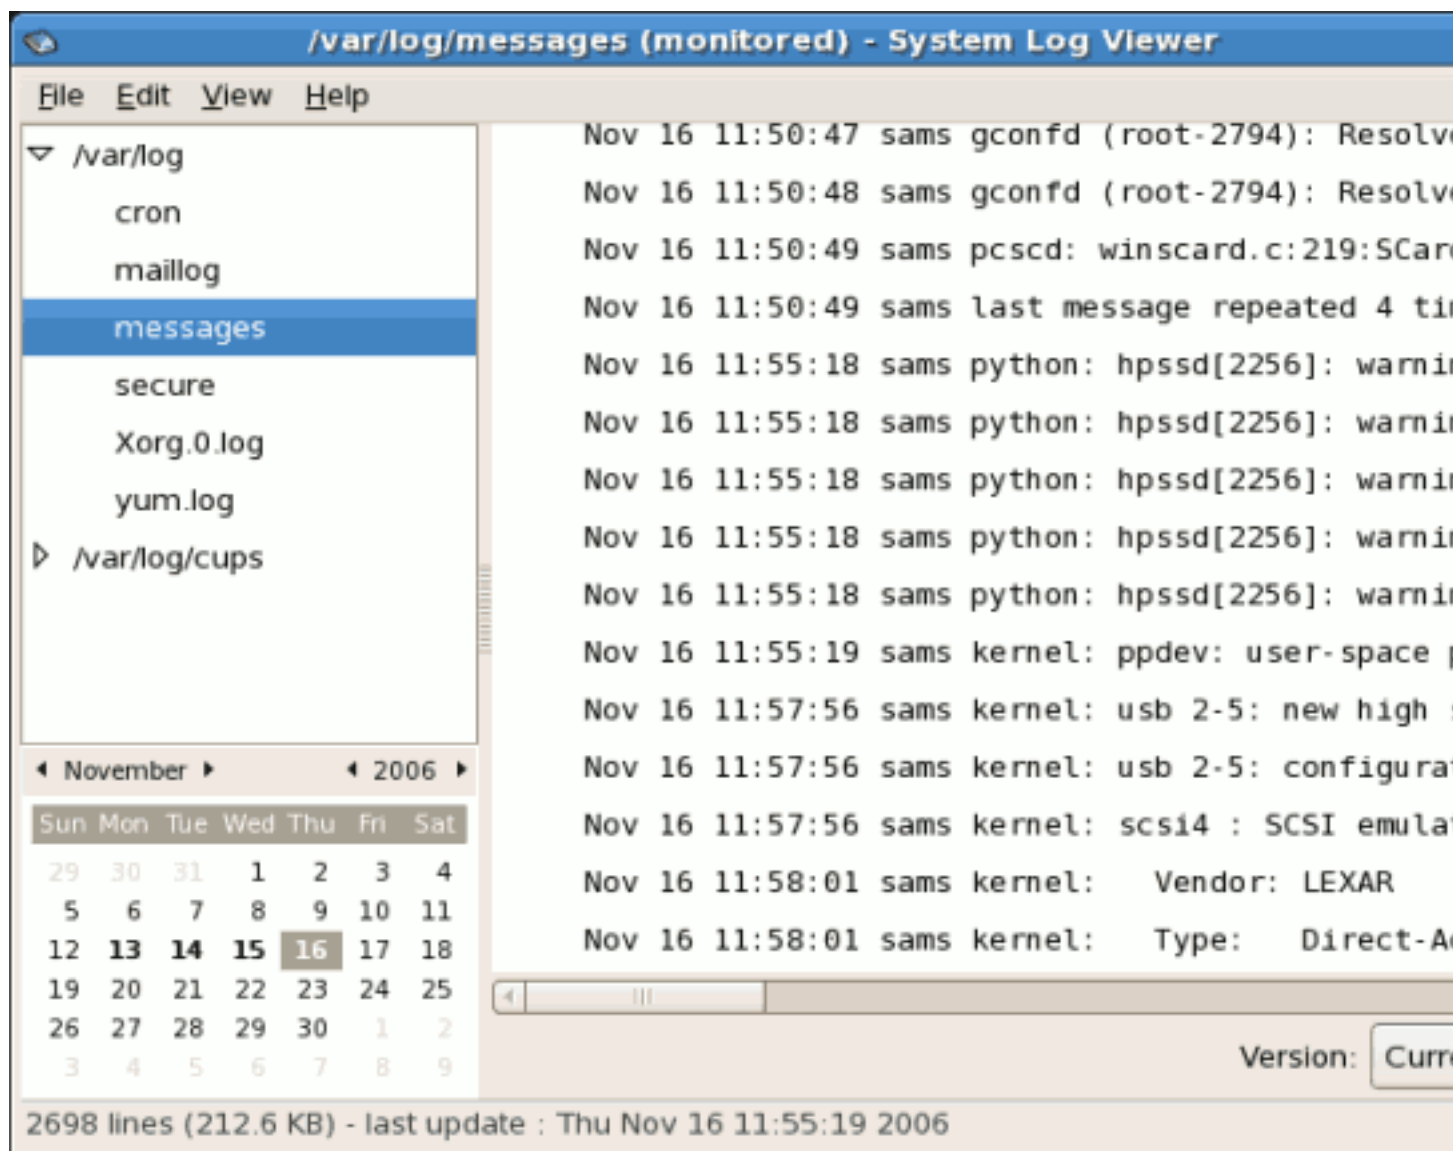 /var/log/messages (monitored) - System Log Viewer
File Edit View Help
/var/log
cron
maillog
messages
secure
Xorg.0.log
yum.log
/var/log/cups
Nov 16 11:50:47 sams gconfd (root-2794): Resolve
Nov 16 11:50:48 sams gconfd (root-2794): Resolve
Nov 16 11:50:49 sams pcscd: winscard.c:219:SCar
Nov 16 11:50:49 sams last message repeated 4 ti
Nov 16 11:55:18 sams python: hpssd[2256]: warni
Nov 16 11:55:18 sams python: hpssd[2256]: warni
Nov 16 11:55:18 sams python: hpssd[2256]: warni
Nov 16 11:55:18 sams python: hpssd[2256]: warni
Nov 16 11:55:18 sams python: hpssd[2256]: warni
Nov 16 11:55:19 sams kernel: ppdev: user-space
Nov 16 11:57:56 sams kernel: usb 2-5: new high
Nov 16 11:57:56 sams kernel: usb 2-5: configura
Nov 16 11:57:56 sams kernel: scsi4 : SCSI emula
Nov 16 11:58:01 sams kernel: Vendor: LEXAR
Nov 16 11:58:01 sams kernel: Type: Direct-A
November 2006
Sun Mon Tue Wed Thu Fri Sat
29 30 31 1 2 3 4
5 6 7 8 9 10 11
12 13 14 15 16 17 18
19 20 21 22 23 24 25
26 27 28 29 30 1 2
3 4 5 6 7 8 9
Version: Curr
2698 lines (212.6 KB) - last update : Thu Nov 16 11:55:19 2006